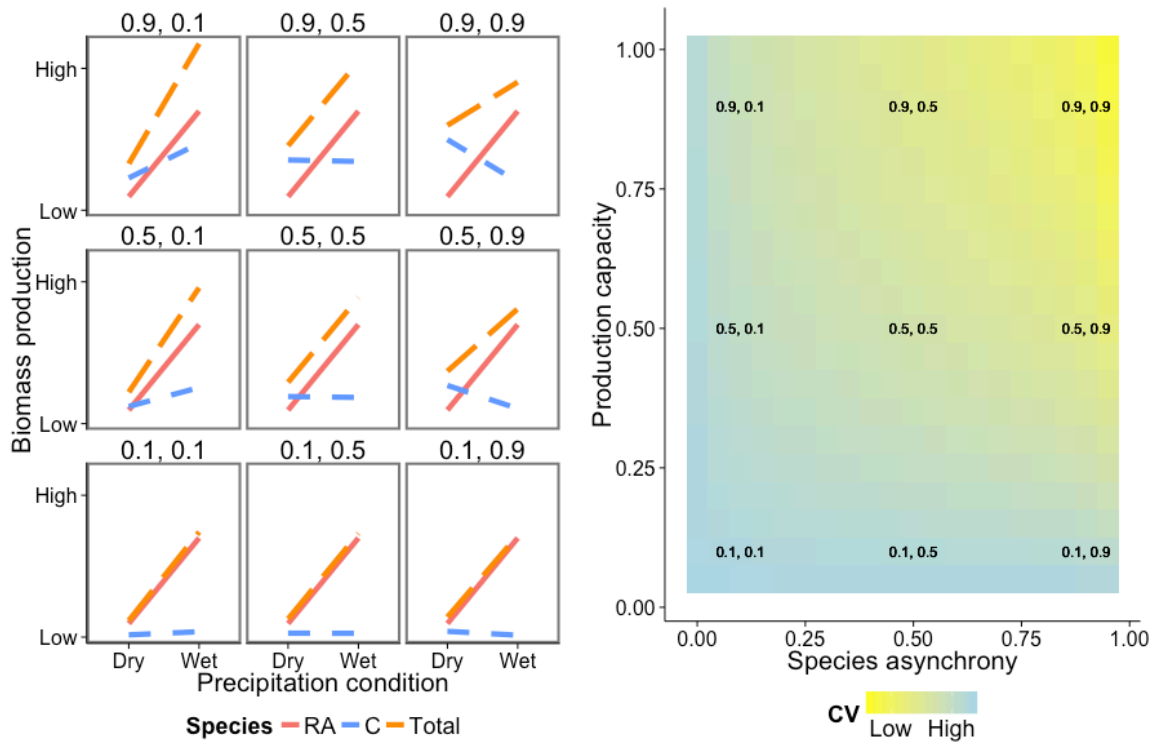 0.9, 0.1 0.9, 0.5 0.9, 0.9
High
Low
0.5, 0.1 0.5, 0.5 0.5, 0.9
High
Low
0.1, 0.1 0.1, 0.5 0.1, 0.9
High
Low
Biomass production
Dry Wet Dry Wet Dry Wet
Precipitation condition
Species RA C Total
1.00
0.75
0.50
0.25
0.00
Production capacity
0.9, 0.1 0.9, 0.5 0.9, 0.9
0.5, 0.1 0.5, 0.5 0.5, 0.9
0.1, 0.1 0.1, 0.5 0.1, 0.9
0.00 0.25 0.50 0.75 1.00
Species asynchrony
CV
Low High